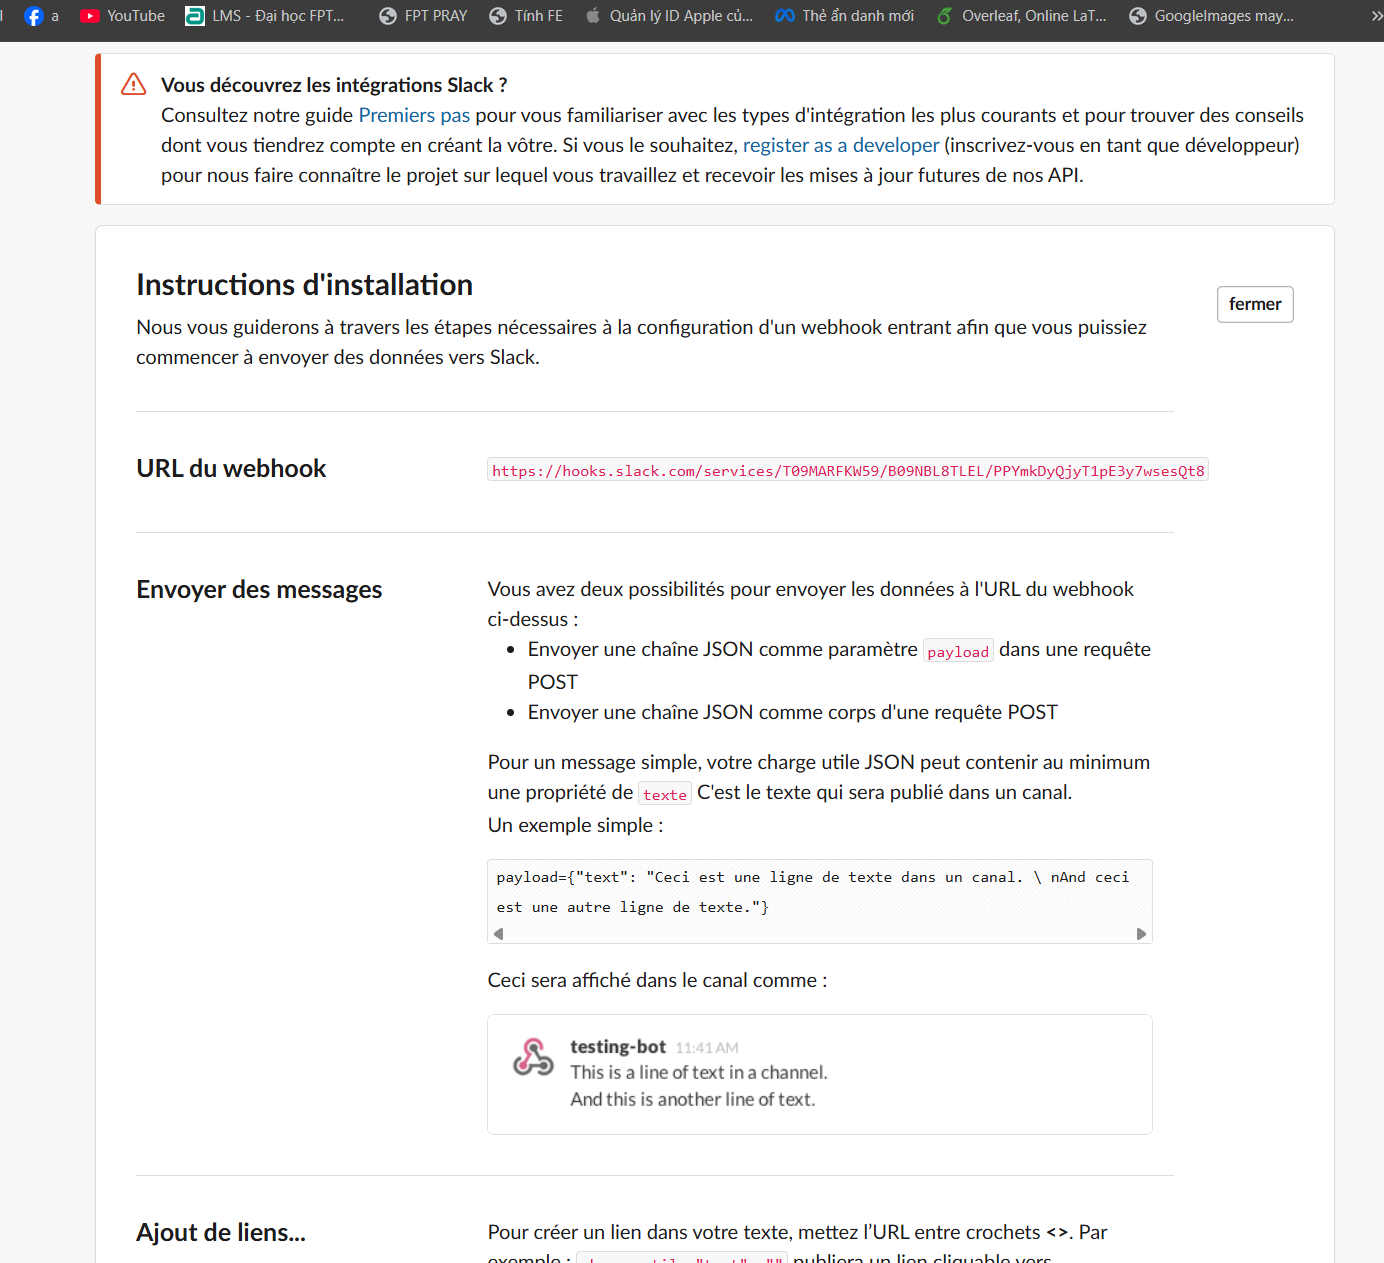 a YouTube LMS - Đại học FPT... FPT PRAY Tính FE Quản lý ID Apple củ... Thẻ ẩn danh mới Overleaf, Online LaT... GoogleImages may... »
Vous découvrez les intégrations Slack ?
Consultez notre guide Premiers pas pour vous familiariser avec les types d'intégration les plus courants et pour trouver des conseils
dont vous tiendrez compte en créant la vôtre. Si vous le souhaitez, register as a developer (inscrivez-vous en tant que développeur)
pour nous faire connaître le projet sur lequel vous travaillez et recevoir les mises à jour futures de nos API.
Instructions d'installation
fermer
Nous vous guiderons à travers les étapes nécessaires à la configuration d'un webhook entrant afin que vous puissiez
commencer à envoyer des données vers Slack.
URL du webhook
https://hooks.slack.com/services/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
Envoyer des messages
Vous avez deux possibilités pour envoyer les données à l'URL du webhook
ci-dessus :
• Envoyer une chaîne JSON comme paramètre payload dans une requête
POST
• Envoyer une chaîne JSON comme corps d'une requête POST
Pour un message simple, votre charge utile JSON peut contenir au minimum
une propriété de texte C'est le texte qui sera publié dans un canal.
Un exemple simple :
payload={"text": "Ceci est une ligne de texte dans un canal. \ nAnd ceci
est une autre ligne de texte."}
Ceci sera affiché dans le canal comme :
testing-bot 11:41 AM
This is a line of text in a channel.
And this is another line of text.
Ajout de liens...
Pour créer un lien dans votre texte, mettez l’URL entre crochets <>. Par
exemple : publiera un lien cliquable vers